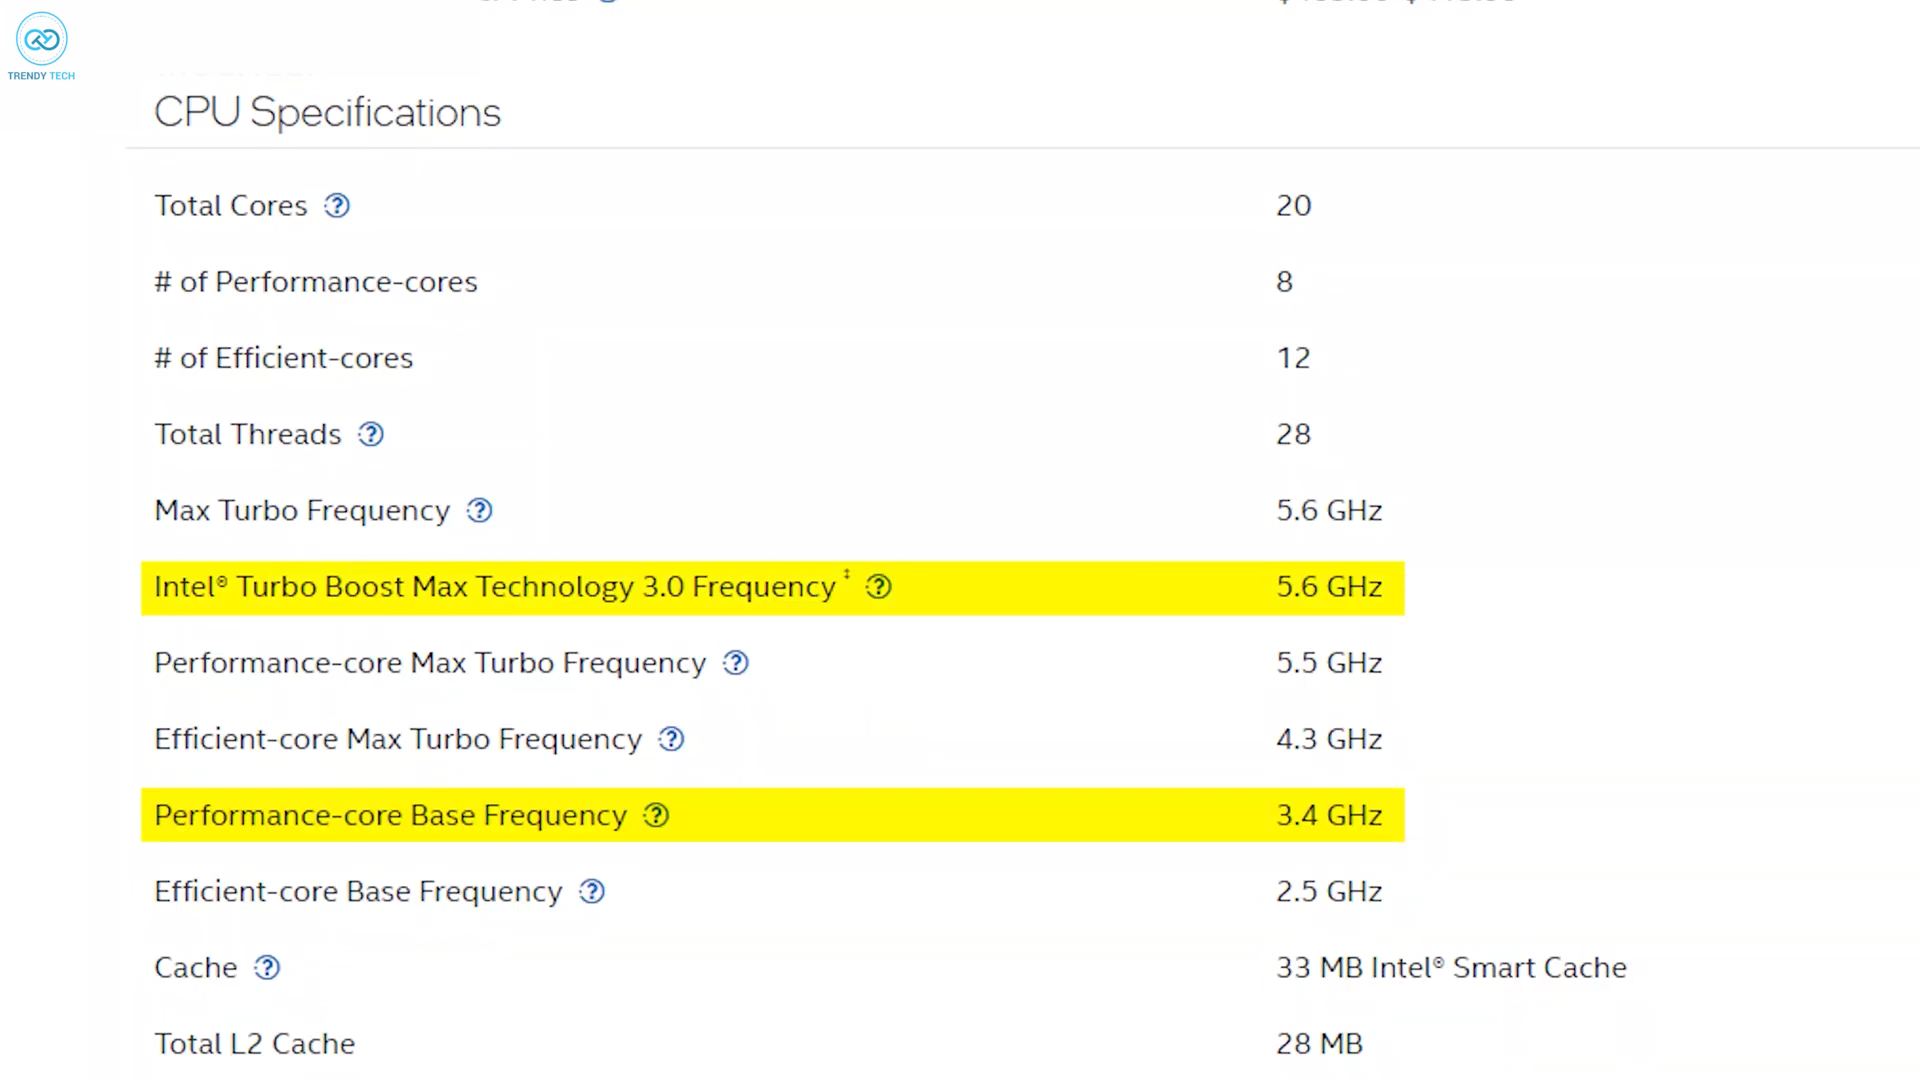 TRENDY TECH
CPU Specifications
Total Cores ? 20
# of Performance-cores 8
# of Efficient-cores 12
Total Threads ? 28
Max Turbo Frequency ? 5.6 GHz
Intel® Turbo Boost Max Technology 3.0 Frequency ‡ ? 5.6 GHz
Performance-core Max Turbo Frequency ? 5.5 GHz
Efficient-core Max Turbo Frequency ? 4.3 GHz
Performance-core Base Frequency ? 3.4 GHz
Efficient-core Base Frequency ? 2.5 GHz
Cache ? 33 MB Intel® Smart Cache
Total L2 Cache 28 MB